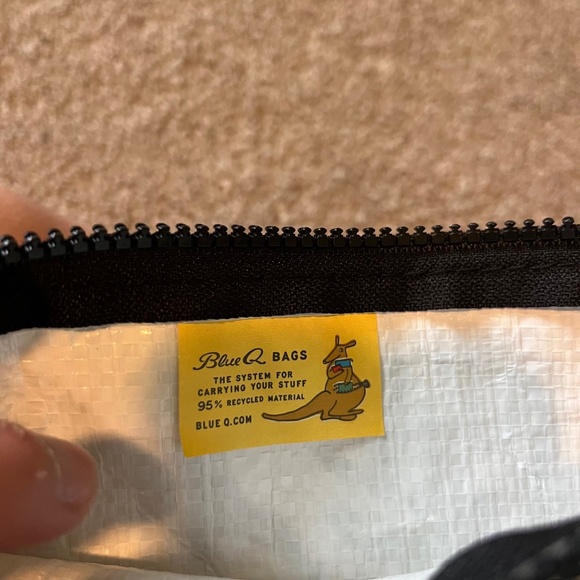 Blue Q BAGS
THE SYSTEM FOR
CARRYING YOUR STUFF
95% RECYCLED MATERIAL
BLUE Q.COM